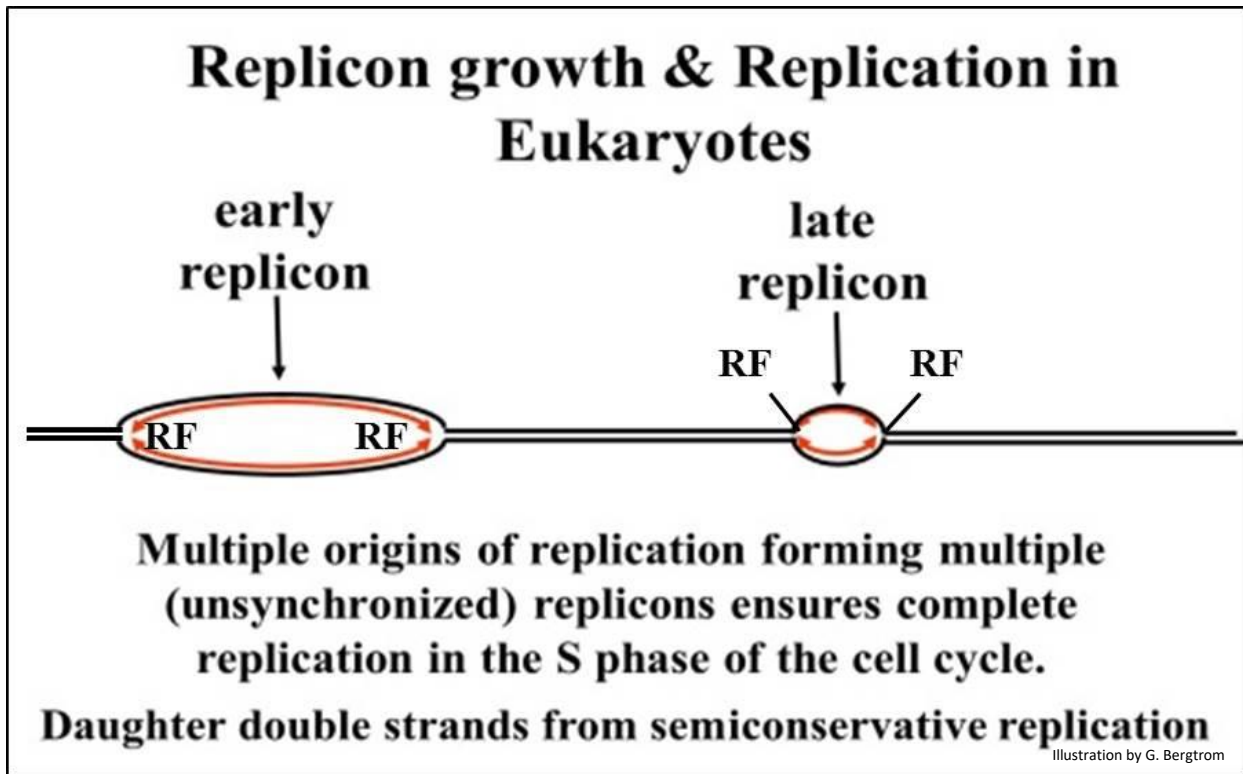 Replicon growth & Replication in
Eukaryotes
early
replicon
late
replicon
RF
RF
RF
RF
Multiple origins of replication forming multiple
(unsynchronized) replicons ensures complete
replication in the S phase of the cell cycle.
Daughter double strands from semiconservative replication
Illustration by G. Bergtrom